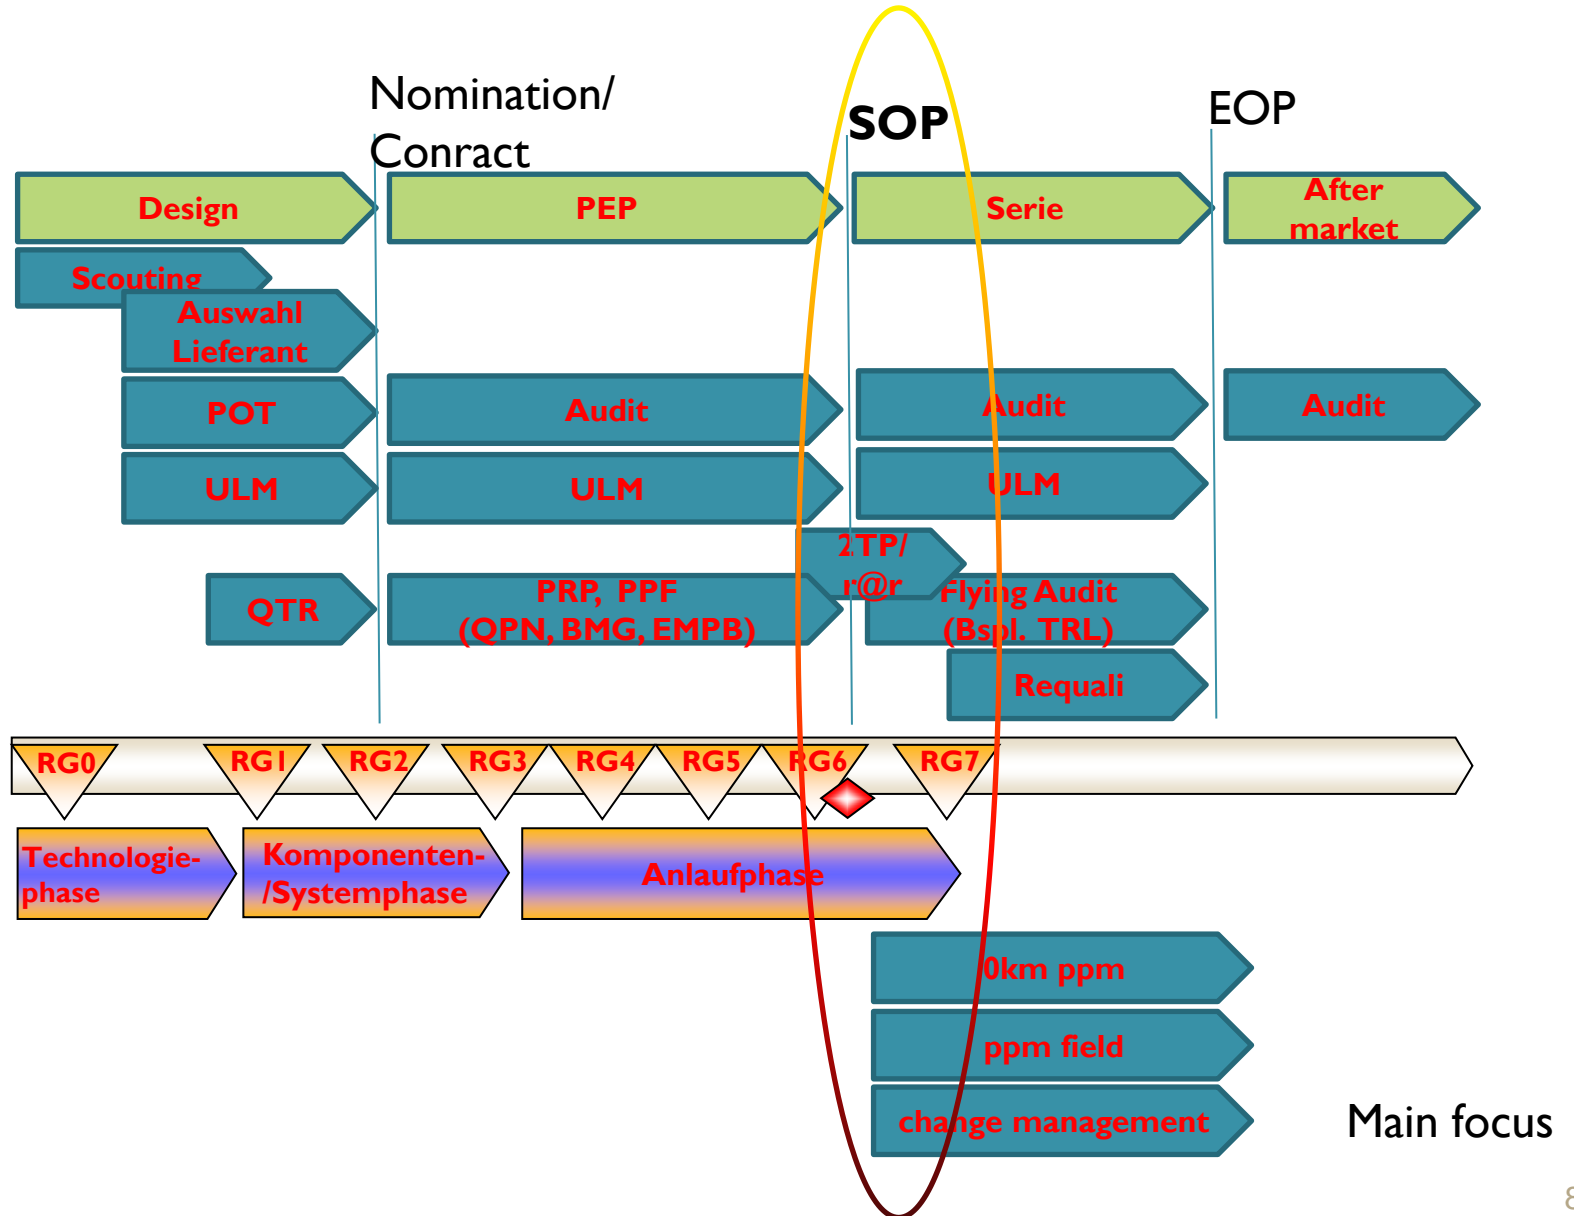 Nomination/
Conract
SOP
EOP
Design
PEP
Serie
After
market
Scouting
Auswahl
Lieferant
POT
Audit
Audit
Audit
ULM
ULM
ULM
2TP/
r@r
QTR
PRP, PPF
(QPN, BMG, EMPB)
Flying Audit
(Bspl. TRL)
Requali
RG0
RG1
RG2
RG3
RG4
RG5
RG6
RG7
Technologie-
phase
Komponenten-
/Systemphase
Anlaufphase
0km ppm
ppm field
change management
Main focus
8